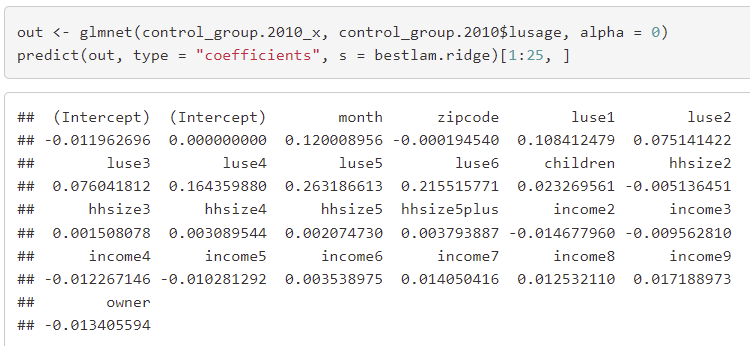 out <- glmnet(control_group.2010_x, control_group.2010$lusage, alpha = 0)
predict(out, type = "coefficients", s = bestlam.ridge)[1:25, ]
##  (Intercept)  (Intercept)        month      zipcode        luse1        luse2
## -0.011962696  0.000000000  0.120008956 -0.000194540  0.108412479  0.075141422
##        luse3        luse4        luse5        luse6     children      hhsize2
##  0.076041812  0.164359880  0.263186613  0.215515771  0.023269561 -0.005136451
##      hhsize3      hhsize4      hhsize5  hhsize5plus      income2      income3
##  0.001508078  0.003089544  0.002074730  0.003793887 -0.014677960 -0.009562810
##      income4      income5      income6      income7      income8      income9
## -0.012267146 -0.010281292  0.003538975  0.014050416  0.012532110  0.017188973
##        owner
## -0.013405594